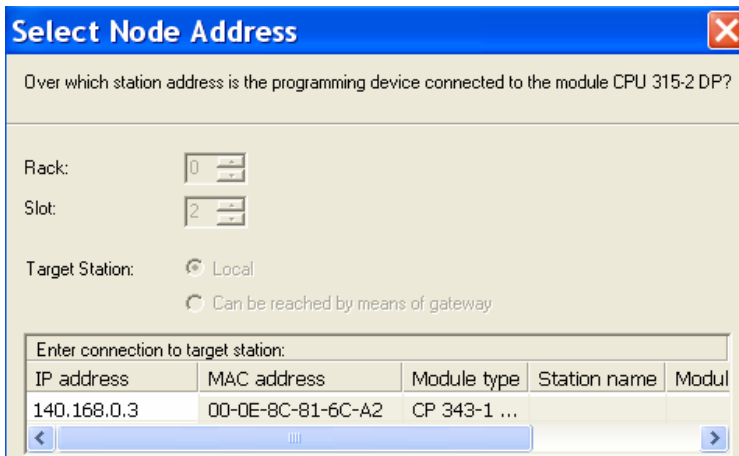 Select Node Address
Over which station address is the programming device connected to the module CPU 315-2 DP?
Rack: 0
Slot: 2
Target Station: Local
Can be reached by means of gateway
Enter connection to target station:
IP address MAC address Module type Station name Modul
140.168.0.3 00-0E-8C-81-6C-A2 CP 343-1 ...